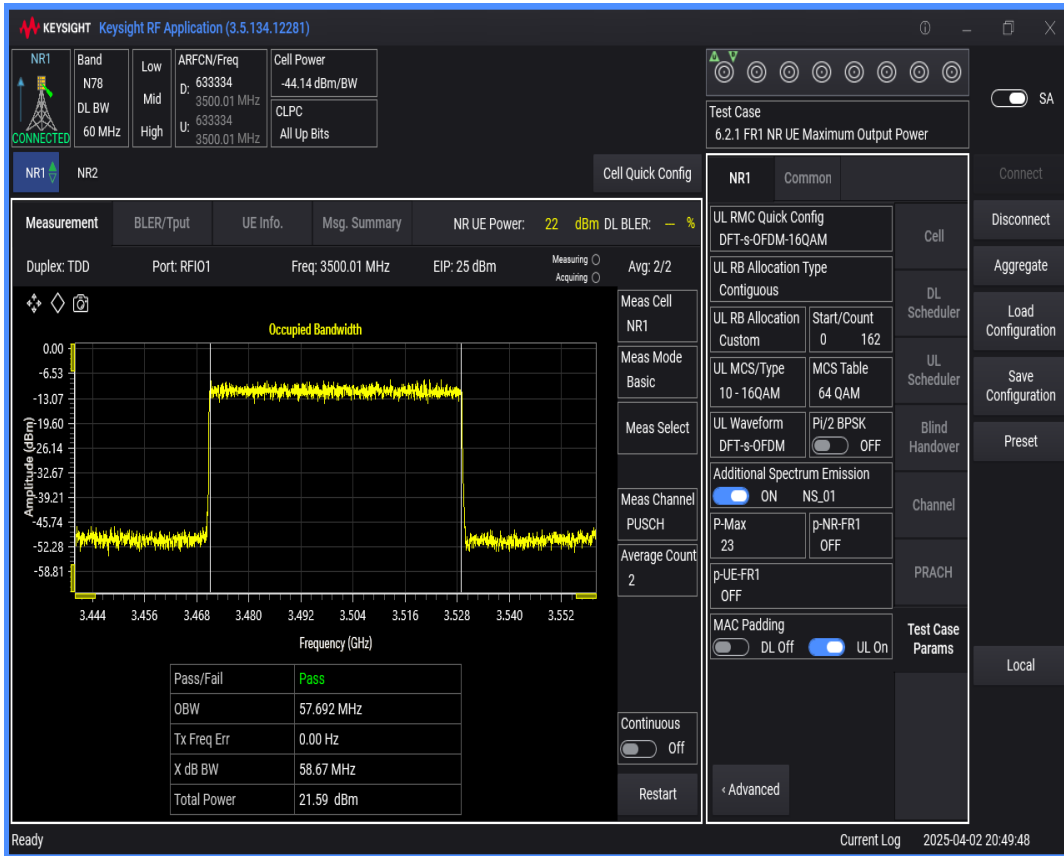 KEYSIGHT Keysight RF Application (3.5.134.12281)
NR1
CONNECTED
Band
N78
DL BW
60 MHz
Low
Mid
High
ARFCN/Freq
D: 633334
3500.01 MHz
U: 633334
3500.01 MHz
Cell Power
-44.14 dBm/BW
CLPC
All Up Bits
Test Case
6.2.1 FR1 NR UE Maximum Output Power
SA
NR1
NR2
Cell Quick Config
Measurement
BLER/Tput
UE Info.
Msg. Summary
NR UE Power: 22 dBm DL BLER: --- %
Duplex: TDD
Port: RFIO1
Freq: 3500.01 MHz
EIP: 25 dBm
Measuring
Acquiring
Avg: 2/2
Occupied Bandwidth
Amplitude (dBm)
0.00
-6.53
-13.07
-19.60
-26.14
-32.67
-39.21
-45.74
-52.28
-58.81
3.444 3.456 3.468 3.480 3.492 3.504 3.516 3.528 3.540 3.552
Frequency (GHz)
Pass/Fail Pass
OBW 57.692 MHz
Tx Freq Err 0.00 Hz
X dB BW 58.67 MHz
Total Power 21.59 dBm
Meas Cell
NR1
Meas Mode
Basic
Meas Select
Meas Channel
PUSCH
Average Count
2
Continuous
Off
Restart
NR1
Common
UL RMC Quick Config
DFT-s-OFDM-16QAM
UL RB Allocation Type
Contiguous
UL RB Allocation
Custom
Start/Count
0 162
UL MCS/Type
10 - 16QAM
MCS Table
64 QAM
UL Waveform
DFT-s-OFDM
Pi/2 BPSK
OFF
Additional Spectrum Emission
ON NS_01
P-Max
23
p-NR-FR1
OFF
p-UE-FR1
OFF
MAC Padding
DL Off UL On
‹ Advanced
Cell
DL
Scheduler
UL
Scheduler
Blind
Handover
Channel
PRACH
Test Case
Params
Connect
Disconnect
Aggregate
Load
Configuration
Save
Configuration
Preset
Local
Ready
Current Log 2025-04-02 20:49:48